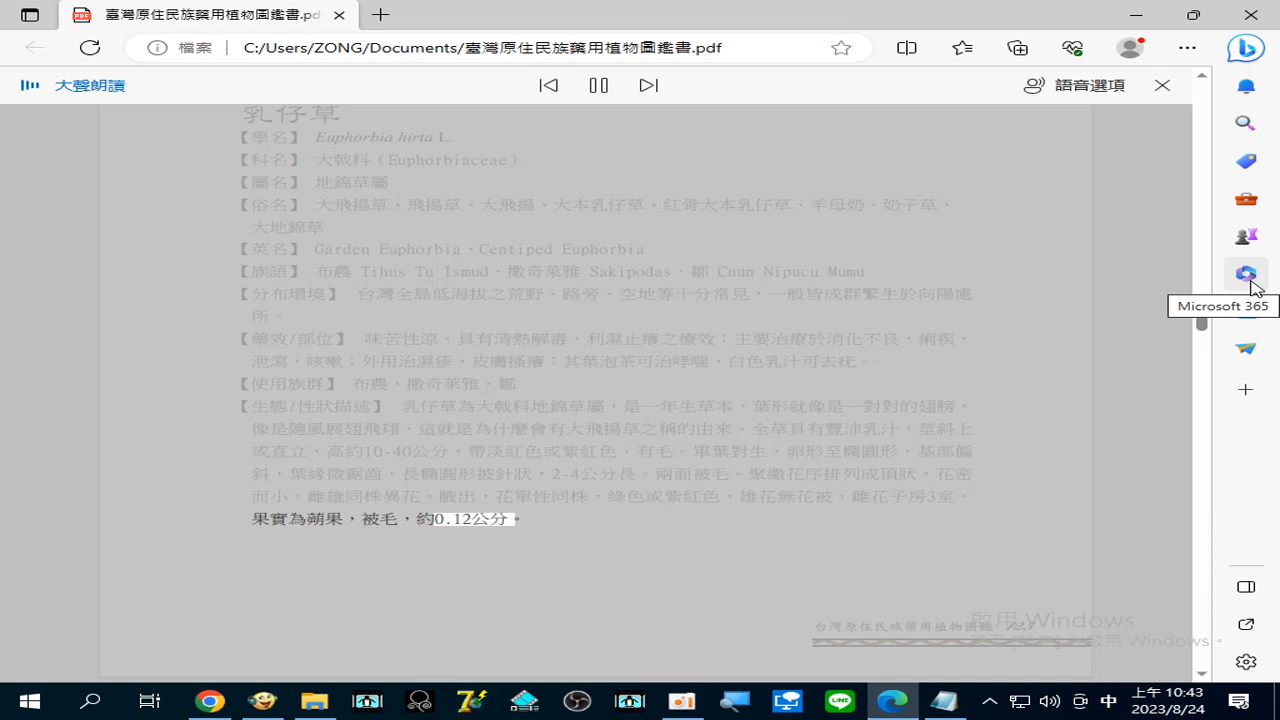 臺灣原住民族藥用植物圖鑑書.pd
檔案
C:/Users/ZONG/Documents/臺灣原住民族藥用植物圖鑑書.pdf
大聲朗讀
語音選項
乳仔草
【學名】 Euphorbia hirta L.
【科名】 大戟科（Euphorbiaceae）
【屬名】 地錦草屬
【俗名】 大飛揚草、飛揚草、大飛揚、大本乳仔草、紅骨大本乳仔草、羊母奶、奶子草、
大地錦草
【英名】 Garden Euphorbia、Centiped Euphorbia
【族語】 布農 Tihus Tu Ismud、撒奇萊雅 Sakipodas、鄒 Cuun Nipucu Mumu
【分布環境】 台灣全島低海拔之荒野、路旁、空地等十分常見，一般皆成群繁生於向陽處
所。
【藥效/部位】 味苦性涼，具有清熱解毒，利濕止癢之療效；主要治療於消化不良，痢疾，
泄瀉，咳嗽；外用治濕疹，皮膚搔癢。其葉泡茶可治哮喘，白色乳汁可去疣。
【使用族群】 布農、撒奇萊雅、鄒
【生態/性狀描述】 乳仔草為大戟科地錦草屬，是一年生草本，葉形就像是一對對的翅膀，
像是隨風展翅飛翔，這就是為什麼會有大飛揚草之稱的由來。全草具有豐沛乳汁，莖斜上
或直立，高約10-40公分，帶淡紅色或紫紅色，有毛。單葉對生，卵形至橢圓形，基部偏
斜，葉緣微鋸齒，長橢圓形披針狀，2-4公分長。兩面被毛。聚繖花序排列成頂狀，花密
而小，雌雄同株異花。腋出，花單性同株，綠色或紫紅色，雄花無花被，雌花子房3室。
果實為蒴果，被毛，約0.12公分。
Microsoft 365
台灣原住民族藥用植物圖鑑
啟用 Windows
Windows。
LINE
中
上午 10:43
2023/8/24